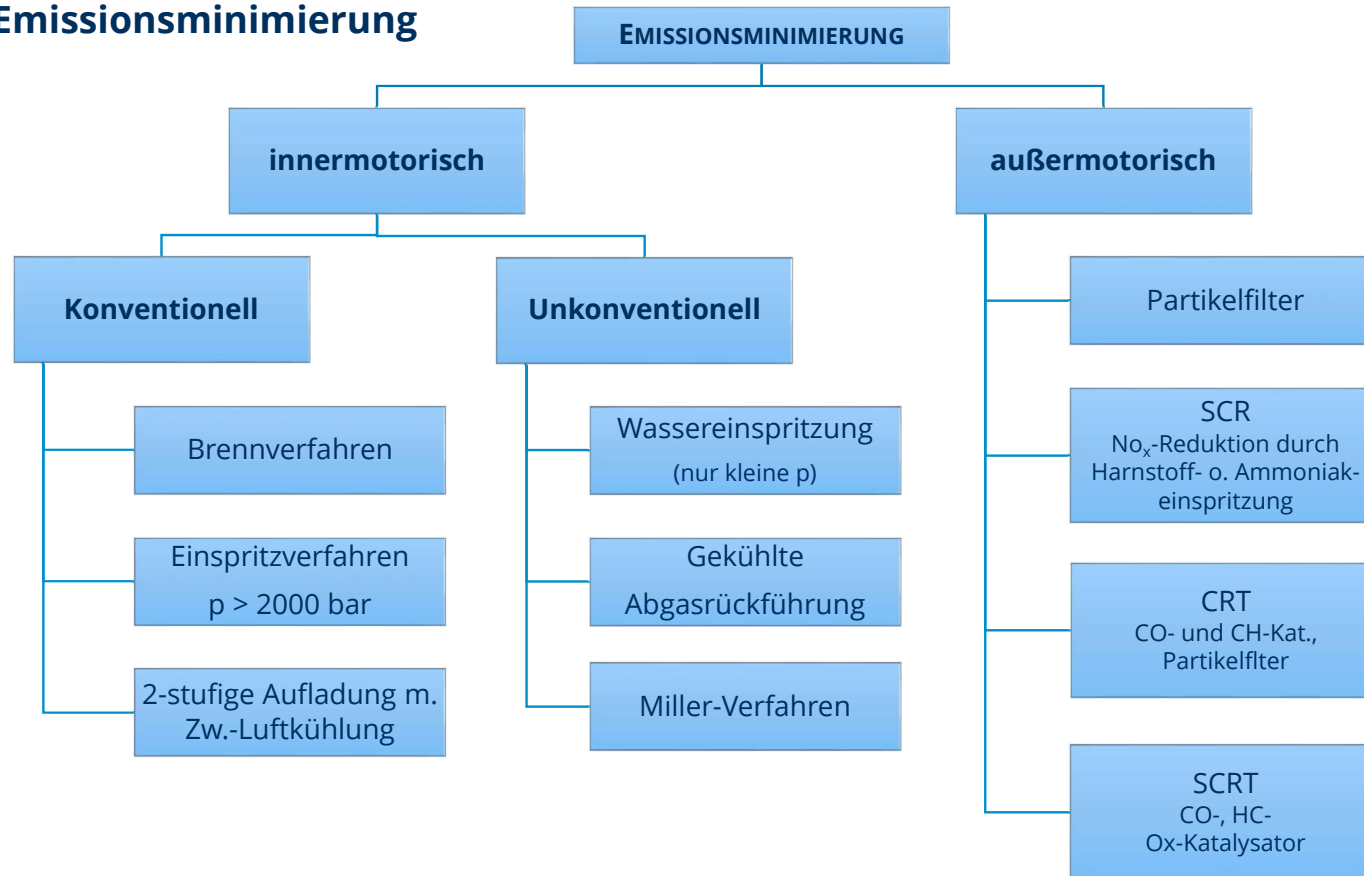 Emissionsminimierung
EMISSIONSMINIMIERUNG
innermotorisch
außermotorisch
Konventionell
Unkonventionell
Brennverfahren
Einspritzverfahren
p > 2000 bar
2-stufige Aufladung m.
Zw.-Luftkühlung
Wassereinspritzung
(nur kleine p)
Gekühlte
Abgasrückführung
Miller-Verfahren
Partikelfilter
SCR
Noₓ-Reduktion durch
Harnstoff- o. Ammoniak-
einspritzung
CRT
CO- und CH-Kat.,
Partikelflter
SCRT
CO-, HC-
Ox-Katalysator